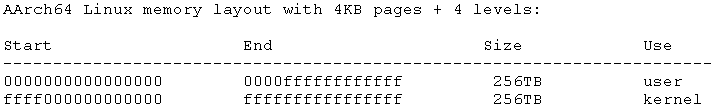 AArch64 Linux memory layout with 4KB pages + 4 levels:
Start End Size Use
-----------------------------------------------------------------------
0000000000000000 0000ffffffffffff 256TB user
ffff000000000000 ffffffffffffffff 256TB kernel